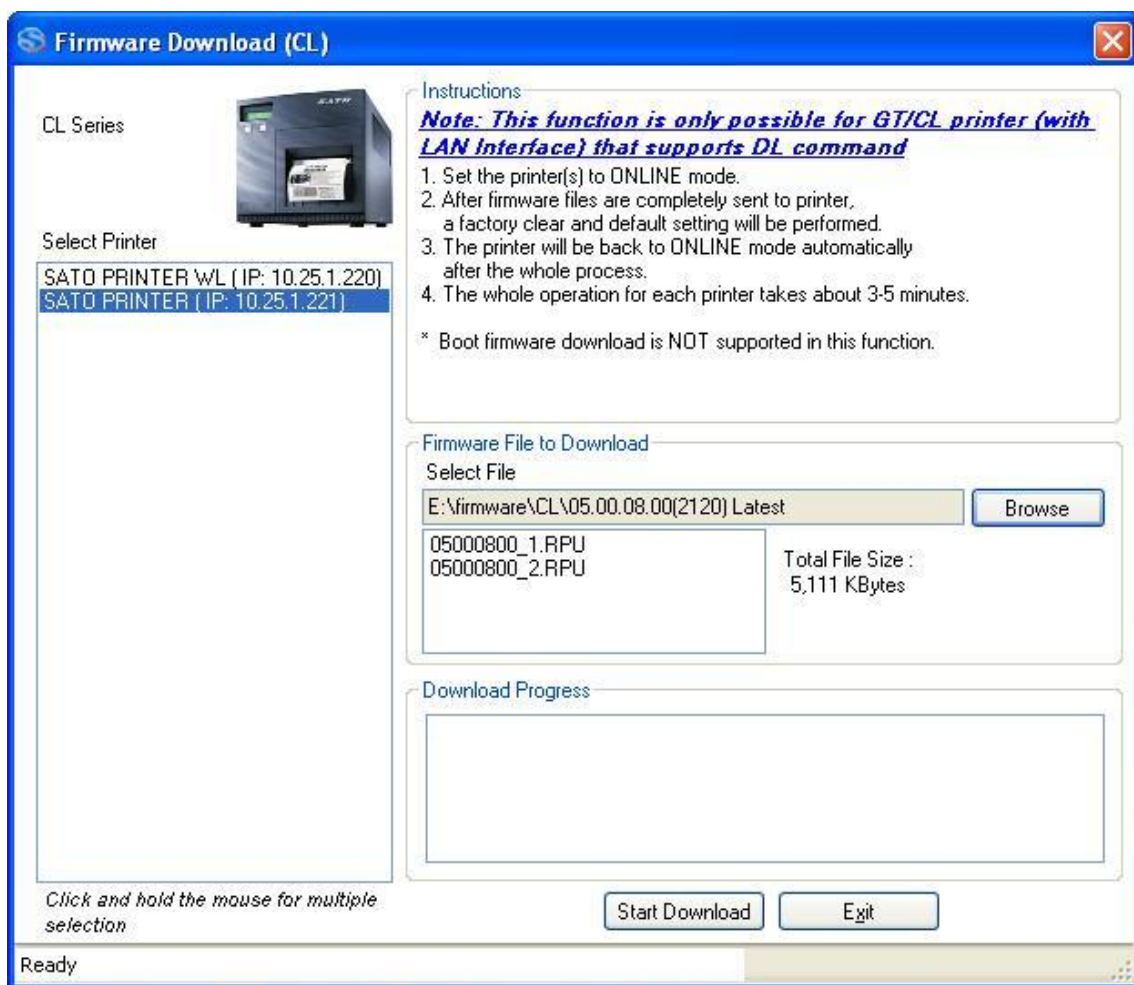 Firmware Download (CL)
CL Series
SATO
Select Printer
SATO PRINTER WL ( IP: 10.25.1.220)
SATO PRINTER ( IP: 10.25.1.221)
Click and hold the mouse for multiple
selection
Instructions
Note: This function is only possible for GT/CL printer (with
LAN Interface) that supports DL command
1. Set the printer(s) to ONLINE mode.
2. After firmware files are completely sent to printer,
a factory clear and default setting will be performed.
3. The printer will be back to ONLINE mode automatically
after the whole process.
4. The whole operation for each printer takes about 3-5 minutes.
* Boot firmware download is NOT supported in this function.
Firmware File to Download
Select File
E:\firmware\CL\05.00.08.00(2120) Latest
Browse
05000800_1.RPU
05000800_2.RPU
Total File Size :
5,111 KBytes
Download Progress
Start Download
Exit
Ready